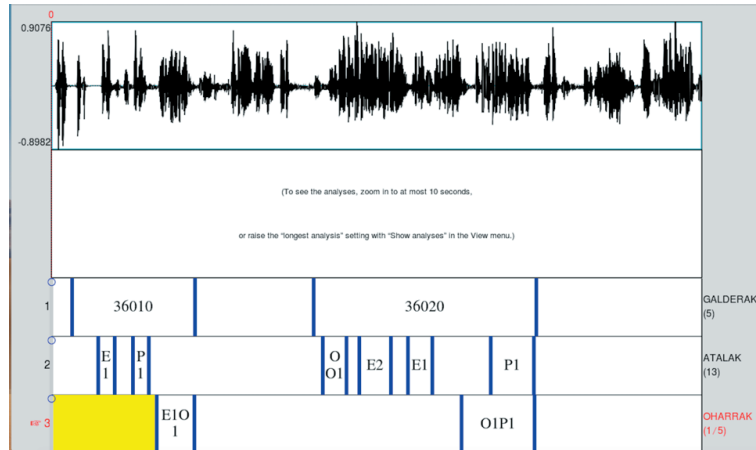 0
0.9076
-0.8982
(To see the analyses, zoom in to at most 10 seconds,
or raise the "longest analysis" setting with "Show analyses" in the View menu.)
1 36010 36020 GALDERAK
(5)
2 E
1 P
1 O
O1 E2 E1 P1 ATALAK
(13)
☞ 3 E1O
1 O1P1 OHARRAK
(1/5)